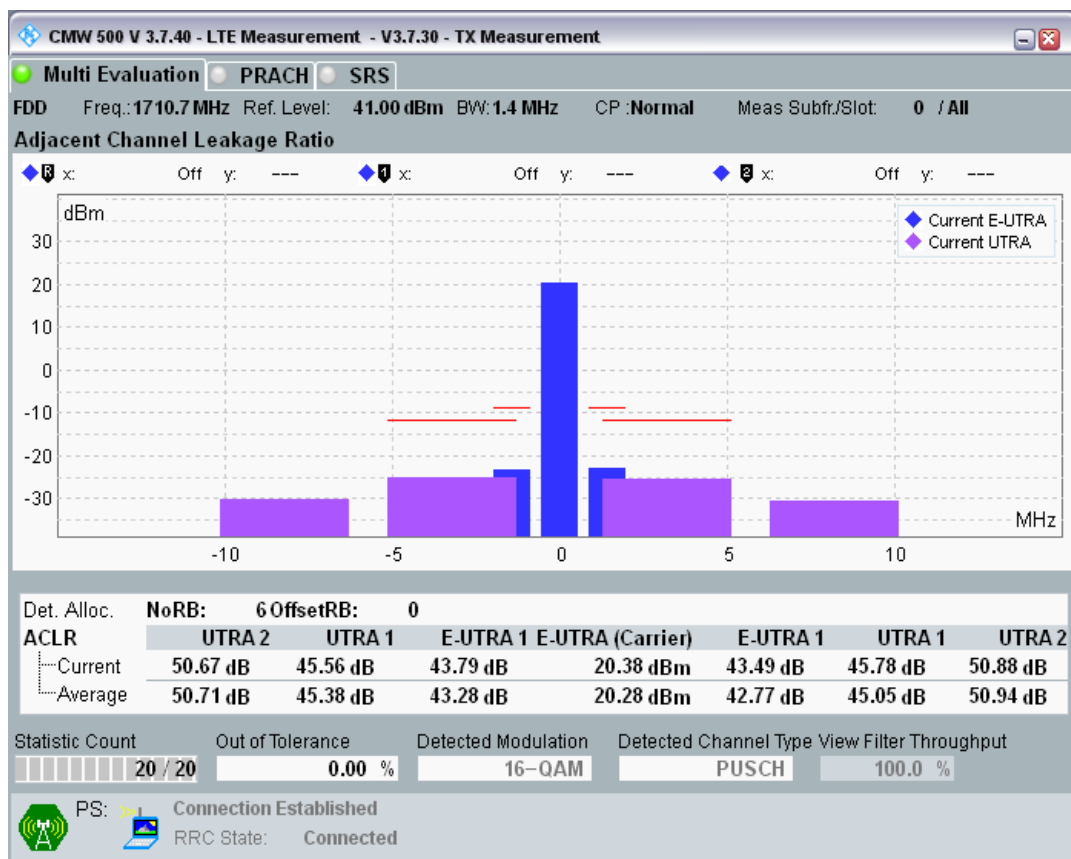 CMW 500 V 3.7.40 - LTE Measurement - V3.7.30 - TX Measurement
Multi Evaluation PRACH SRS
FDD Freq.: 1710.7 MHz Ref. Level: 41.00 dBm BW: 1.4 MHz CP :Normal Meas Subfr./Slot: 0 / All
Adjacent Channel Leakage Ratio
R x: Off y: --- 1 x: Off y: --- 2 x: Off y: ---
dBm
Current E-UTRA
Current UTRA
30
20
10
0
-10
-20
-30
MHz
-10 -5 0 5 10
Det. Alloc. NoRB: 6 OffsetRB: 0
ACLR UTRA 2 UTRA 1 E-UTRA 1 E-UTRA (Carrier) E-UTRA 1 UTRA 1 UTRA 2
Current 50.67 dB 45.56 dB 43.79 dB 20.38 dBm 43.49 dB 45.78 dB 50.88 dB
Average 50.71 dB 45.38 dB 43.28 dB 20.28 dBm 42.77 dB 45.05 dB 50.94 dB
Statistic Count Out of Tolerance Detected Modulation Detected Channel Type View Filter Throughput
20 / 20 0.00 % 16-QAM PUSCH 100.0 %
PS: Connection Established
RRC State: Connected